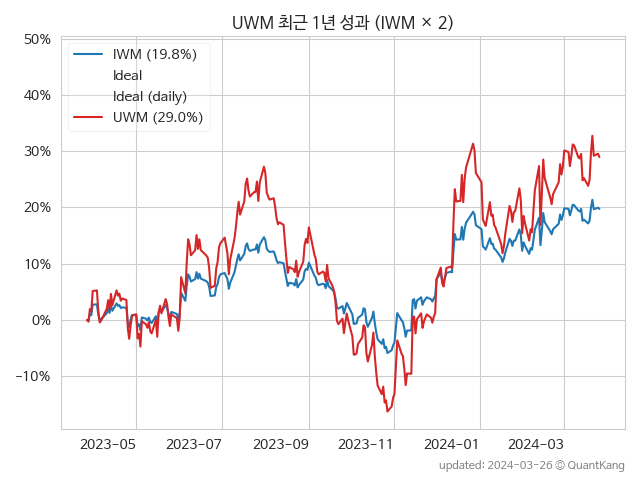 UWM 최근 1년 성과 (IWM × 2)
50%
40%
30%
20%
10%
0%
−10%
IWM (19.8%)
Ideal
Ideal (daily)
UWM (29.0%)
2023-05 2023-07 2023-09 2023-11 2024-01 2024-03
updated: 2024-03-26 © QuantKang